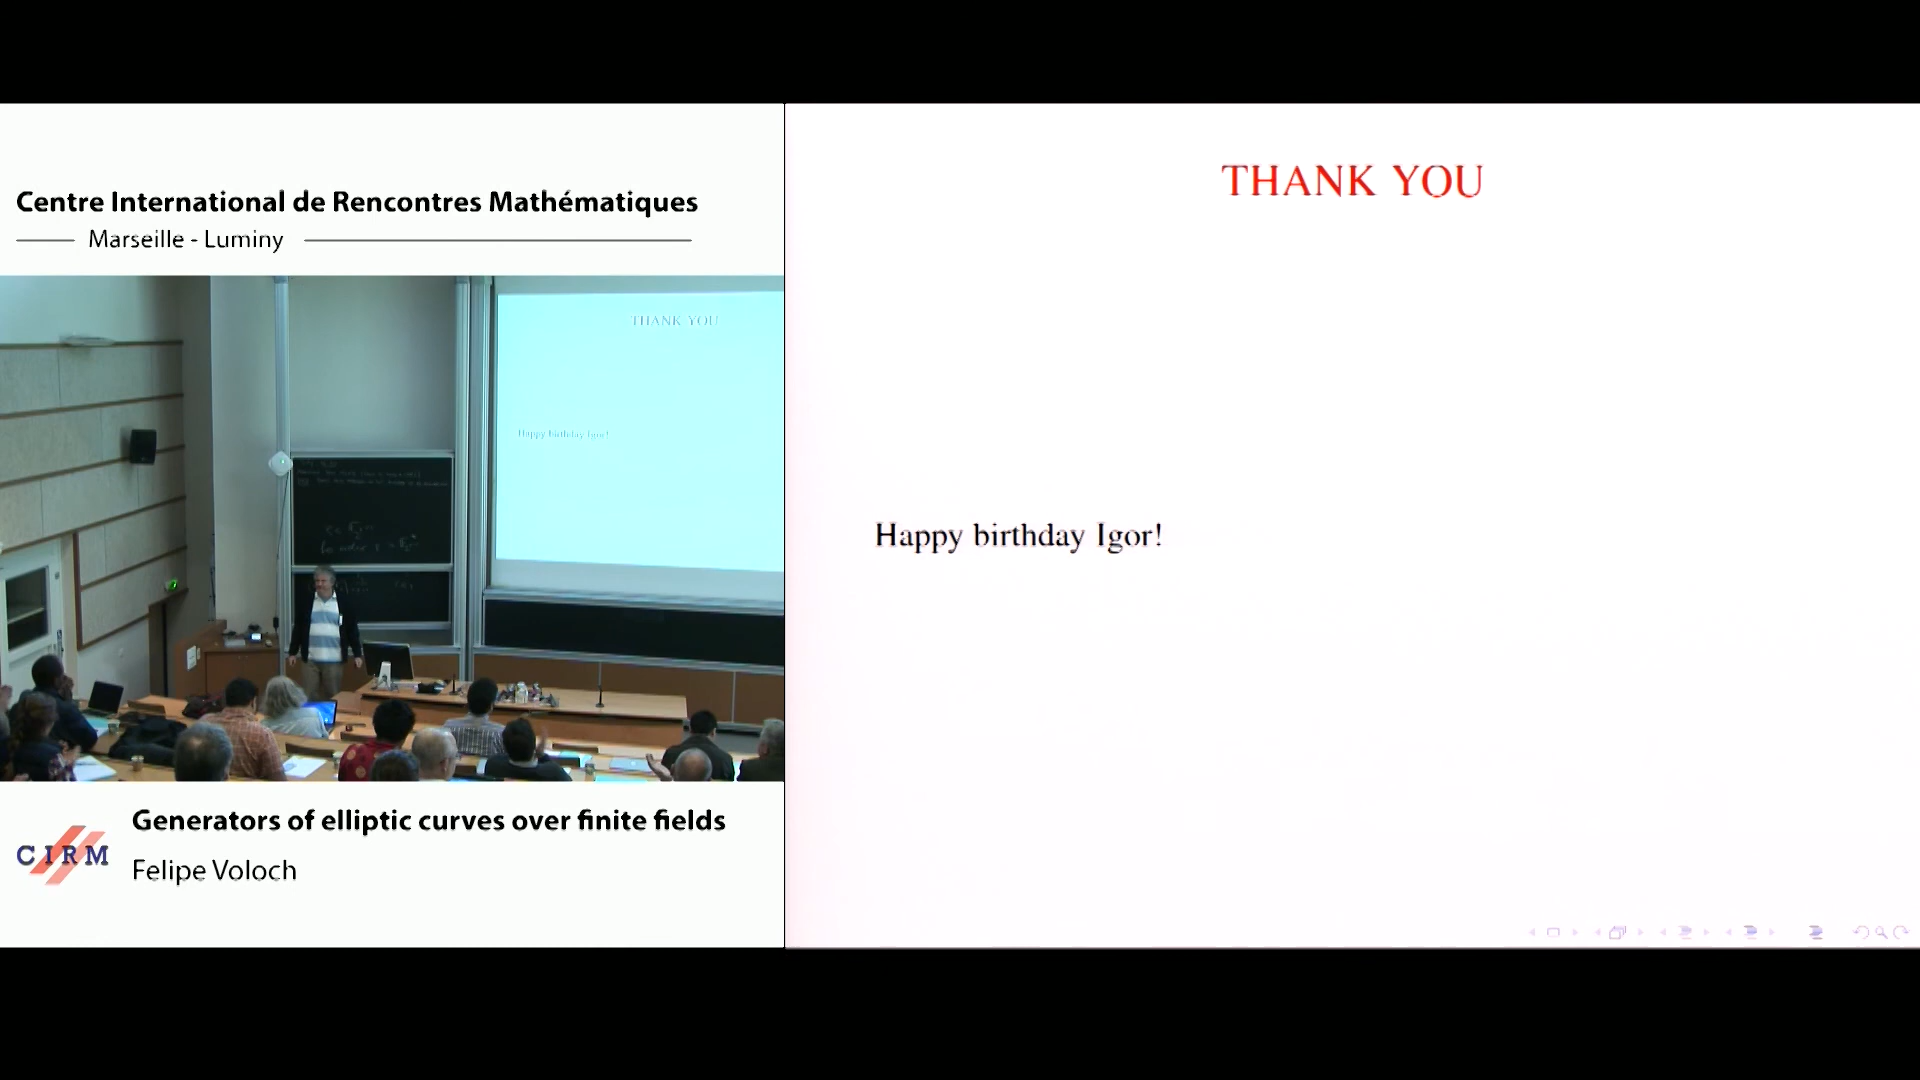 Centre International de Rencontres Mathématiques
Marseille - Luminy
THANK YOU
Happy birthday Igor!
CIRM
Generators of elliptic curves over finite fields
Felipe Voloch
THANK YOU
Happy birthday Igor!